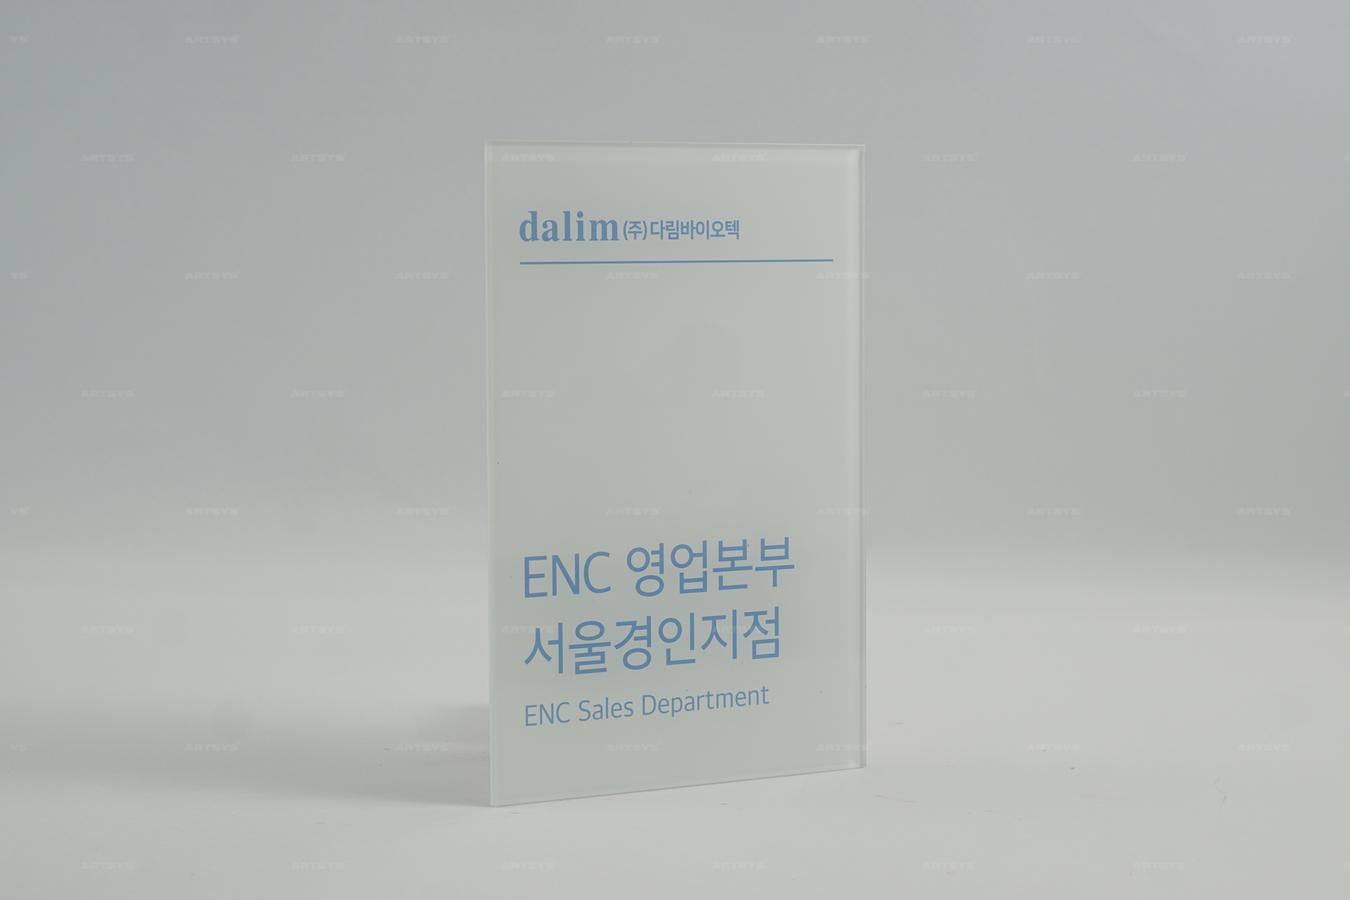 dalim (주)다림바이오텍
ENC 영업본부
서울경인지점
ENC Sales Department
ARTSYS